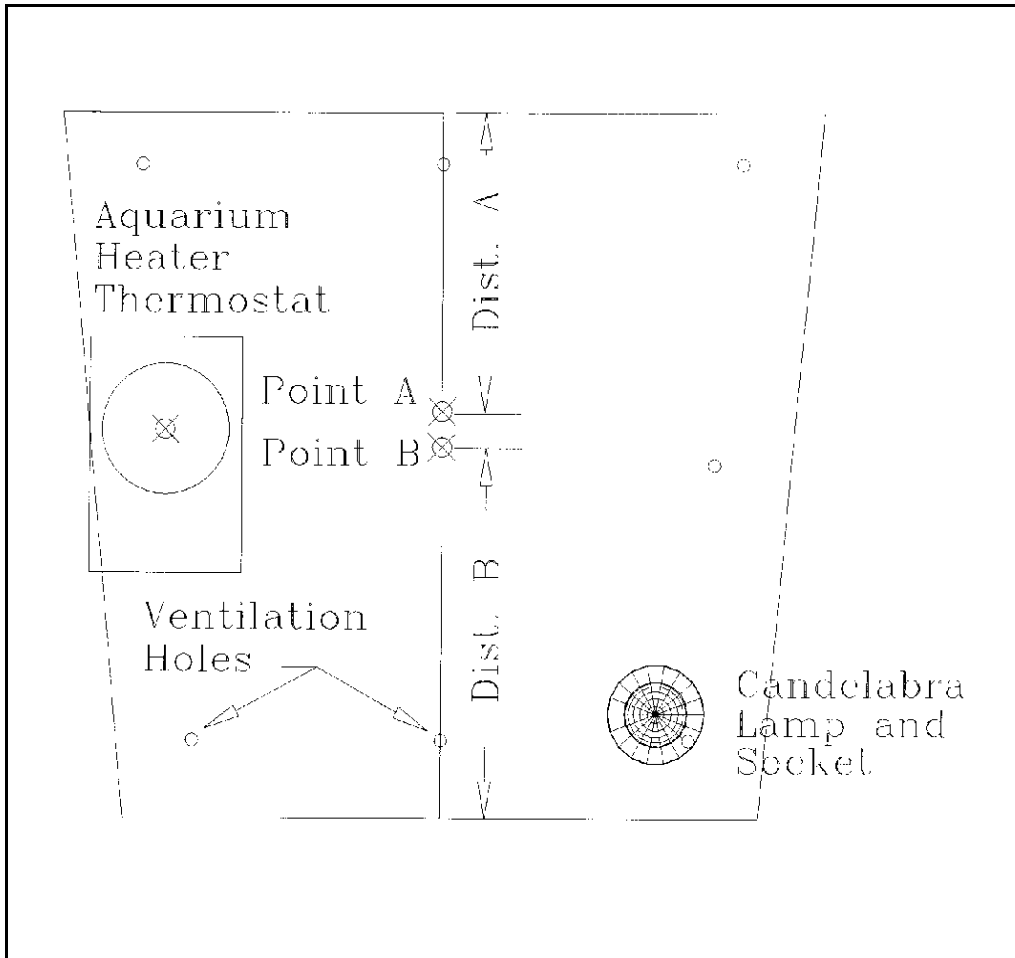 Aquarium
Heater
Thermostat
Dist. A
Point A
Point B
Dist. B
Ventilation
Holes
Candelabra
Lamp and
Socket